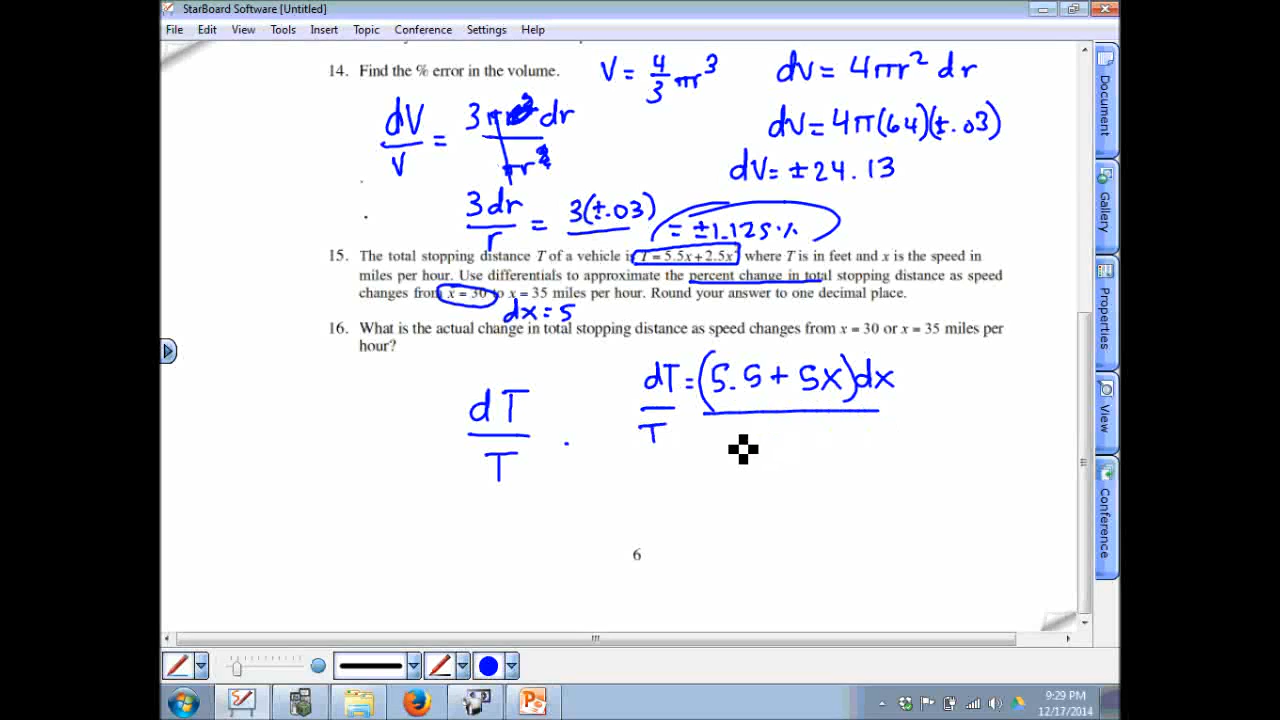 StarBoard Software [Untitled]
File Edit View Tools Insert Topic Conference Settings Help
14. Find the % error in the volume.
V = 4/3 πr³
dv = 4πr² dr
dV/V = 3πr² dr / πr³
dv = 4π(64)(±.03)
dV = ±24.13
3dr/r = 3(±.03) = ±1.125%
15. The total stopping distance T of a vehicle is T = 5.5x + 2.5x² where T is in feet and x is the speed in
miles per hour. Use differentials to approximate the percent change in total stopping distance as speed
changes from x = 30 to x = 35 miles per hour. Round your answer to one decimal place.
dx = 5
16. What is the actual change in total stopping distance as speed changes from x = 30 or x = 35 miles per
hour?
dT/T
dT/T = (5.5 + 5x)dx
6
Document
Gallery
Properties
View
Conference
9:29 PM
12/17/2014